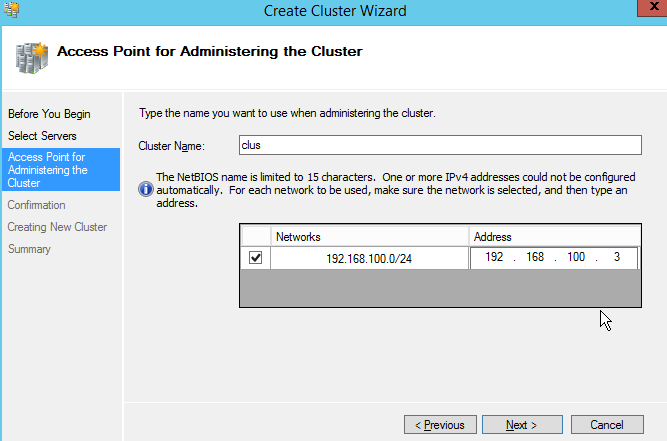 Create Cluster Wizard
x
Access Point for Administering the Cluster
Before You Begin
Select Servers
Access Point for
Administering the
Cluster
Confirmation
Creating New Cluster
Summary
Type the name you want to use when administering the cluster.
Cluster Name:
clus
The NetBIOS name is limited to 15 characters. One or more IPv4 addresses could not be configured
automatically. For each network to be used, make sure the network is selected, and then type an
address.
Networks Address
192.168.100.0/24 192 . 168 . 100 . 3
< Previous Next > Cancel